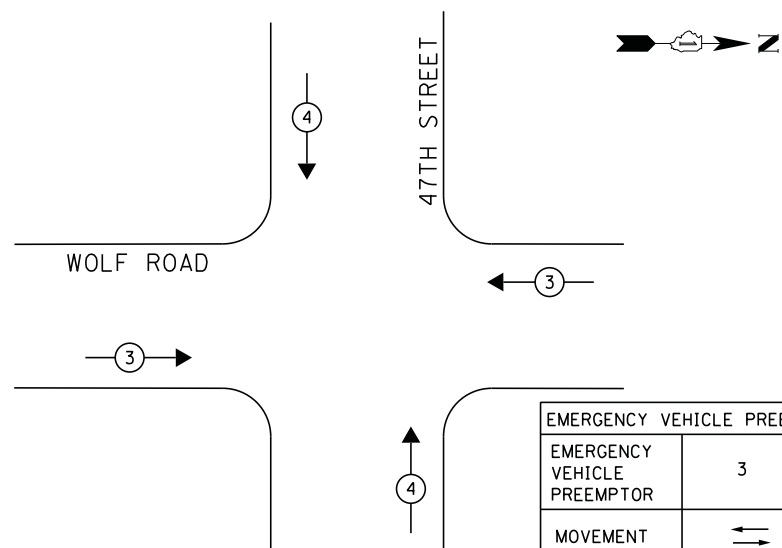 47TH STREET
N
4
WOLF ROAD
3
3
4
EMERGENCY VEHICLE PREE
EMERGENCY
VEHICLE
PREEMPTOR
3
MOVEMENT